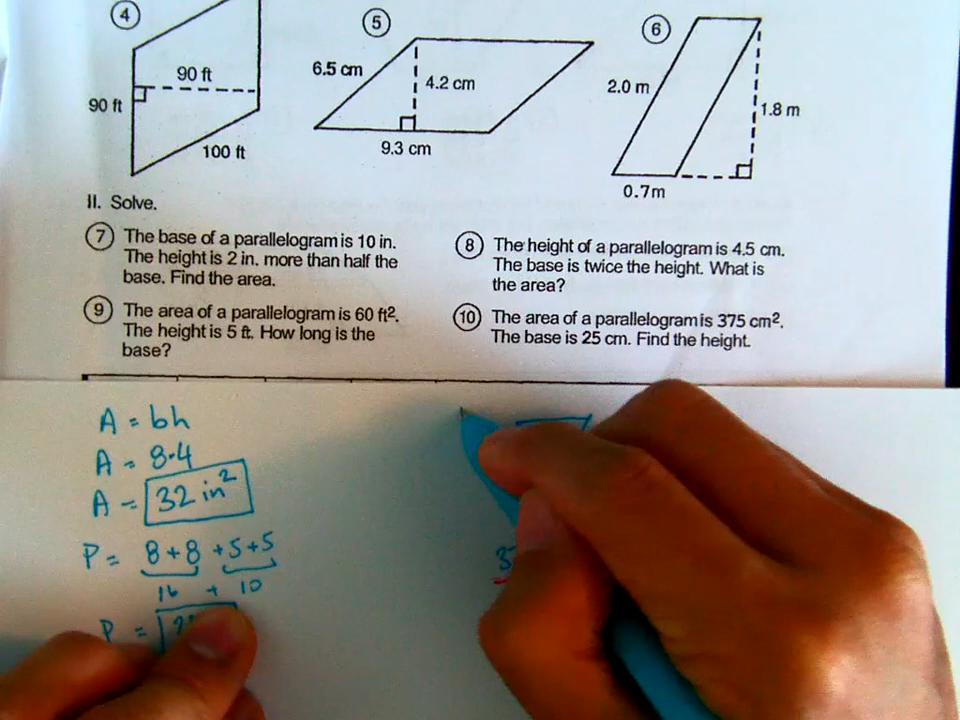 4
90 ft
90 ft
100 ft
5
6.5 cm
4.2 cm
9.3 cm
6
2.0 m
1.8 m
0.7m
II. Solve.
7 The base of a parallelogram is 10 in.
The height is 2 in. more than half the
base. Find the area.
8 The height of a parallelogram is 4.5 cm.
The base is twice the height. What is
the area?
9 The area of a parallelogram is 60 ft².
The height is 5 ft. How long is the
base?
10 The area of a parallelogram is 375 cm².
The base is 25 cm. Find the height.
A = bh
A = 8·4
A = 32 in²
P = 8+8 +5+5
16 + 10
P =